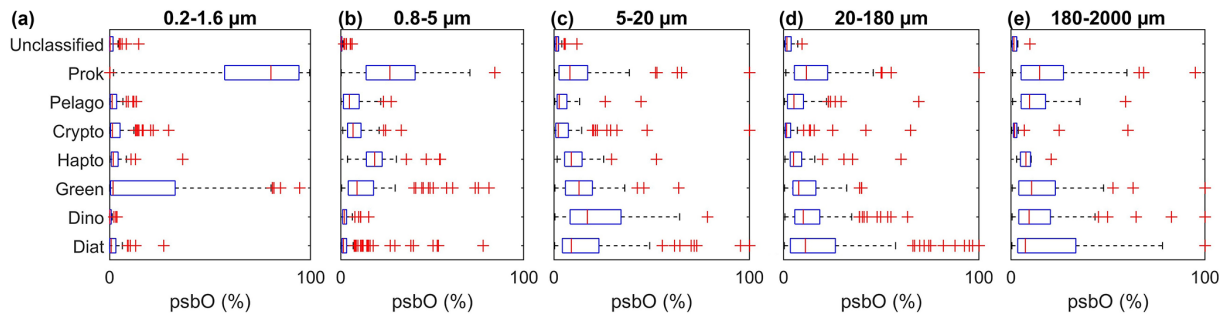 (a) 0.2-1.6 µm (b) 0.8-5 µm (c) 5-20 µm (d) 20-180 µm (e) 180-2000 µm
Unclassified
Prok
Pelago
Crypto
Hapto
Green
Dino
Diat
0 100 0 100 0 100 0 100 0 100
psbO (%) psbO (%) psbO (%) psbO (%) psbO (%)